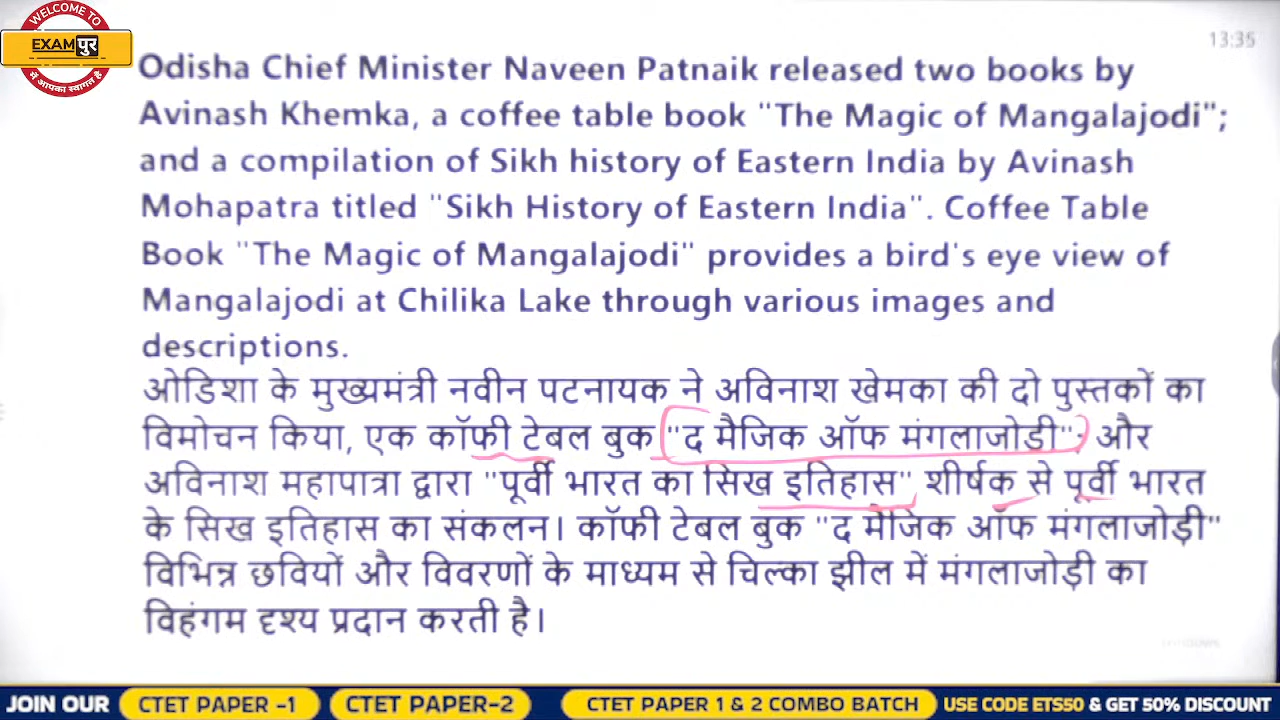 WELCOME TO
EXAMपुर
में आपका स्वागत है
13:35
Odisha Chief Minister Naveen Patnaik released two books by
Avinash Khemka, a coffee table book "The Magic of Mangalajodi";
and a compilation of Sikh history of Eastern India by Avinash
Mohapatra titled "Sikh History of Eastern India". Coffee Table
Book "The Magic of Mangalajodi" provides a bird's eye view of
Mangalajodi at Chilika Lake through various images and
descriptions.
ओडिशा के मुख्यमंत्री नवीन पटनायक ने अविनाश खेमका की दो पुस्तकों का
विमोचन किया, एक कॉफी टेबल बुक "द मैजिक ऑफ मंगलाजोडी"; और
अविनाश महापात्रा द्वारा "पूर्वी भारत का सिख इतिहास" शीर्षक से पूर्वी भारत
के सिख इतिहास का संकलन। कॉफी टेबल बुक "द मैजिक ऑफ मंगलाजोड़ी"
विभिन्न छवियों और विवरणों के माध्यम से चिल्का झील में मंगलाजोड़ी का
विहंगम दृश्य प्रदान करती है।
JOIN OUR CTET PAPER -1 CTET PAPER-2 CTET PAPER 1 & 2 COMBO BATCH USE CODE ETS50 & GET 50% DISCOUNT